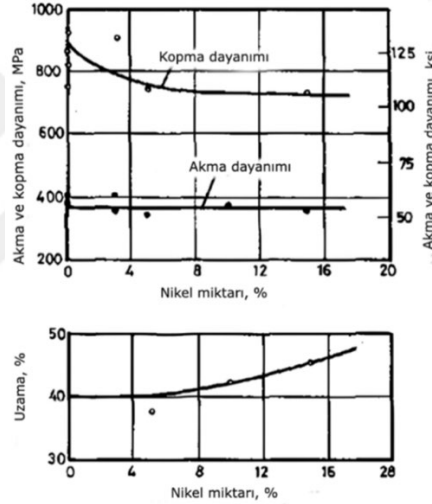 1000
800
600
400
200
Akma ve kopma dayanımı, MPa
Kopma dayanımı
Akma dayanımı
125
100
75
50
Akma ve kopma dayanımı, ksi
0 4 8 12 16 20
Nikel miktarı, %
50
40
30
Uzama, %
0 4 8 12 16 28
Nikel miktarı, %